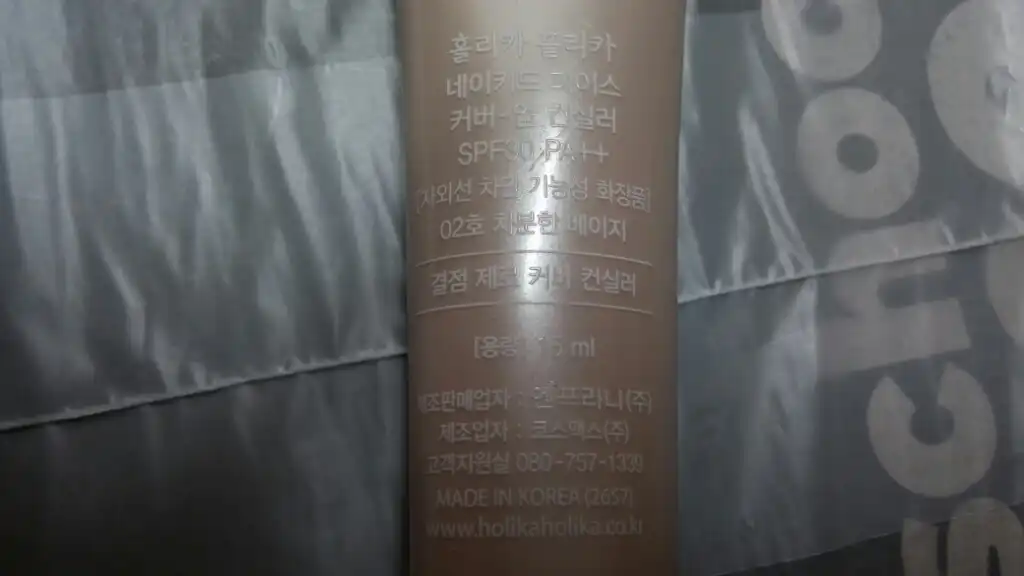 홀리카 홀리카
네이키드 페이스
커버-올 컨실러
SPF30/PA++
[자외선 차단 기능성 화장품]
02호 차분한 베이지
결점 제로 커버 컨실러
[용량] 15 ml
제조판매업자 : 엔프라니(주)
제조업자 : 코스맥스(주)
고객지원실 080-757-1339
MADE IN KOREA (2657)
www.holikaholika.co.kr